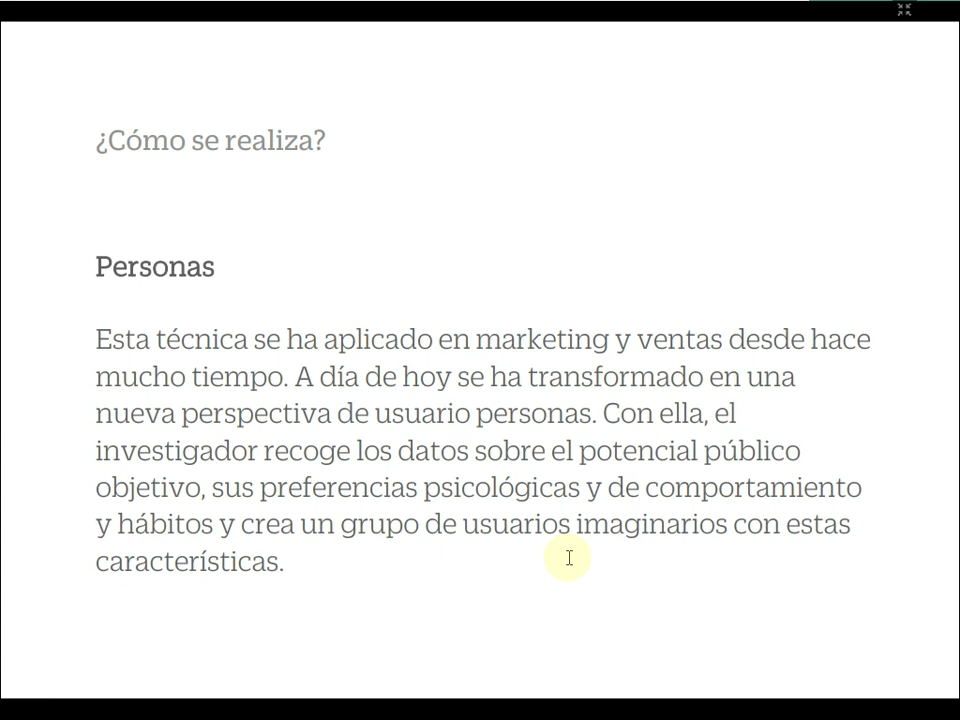 ¿Cómo se realiza?
Personas
Esta técnica se ha aplicado en marketing y ventas desde hace
mucho tiempo. A día de hoy se ha transformado en una
nueva perspectiva de usuario personas. Con ella, el
investigador recoge los datos sobre el potencial público
objetivo, sus preferencias psicológicas y de comportamiento
y hábitos y crea un grupo de usuarios imaginarios con estas
características.